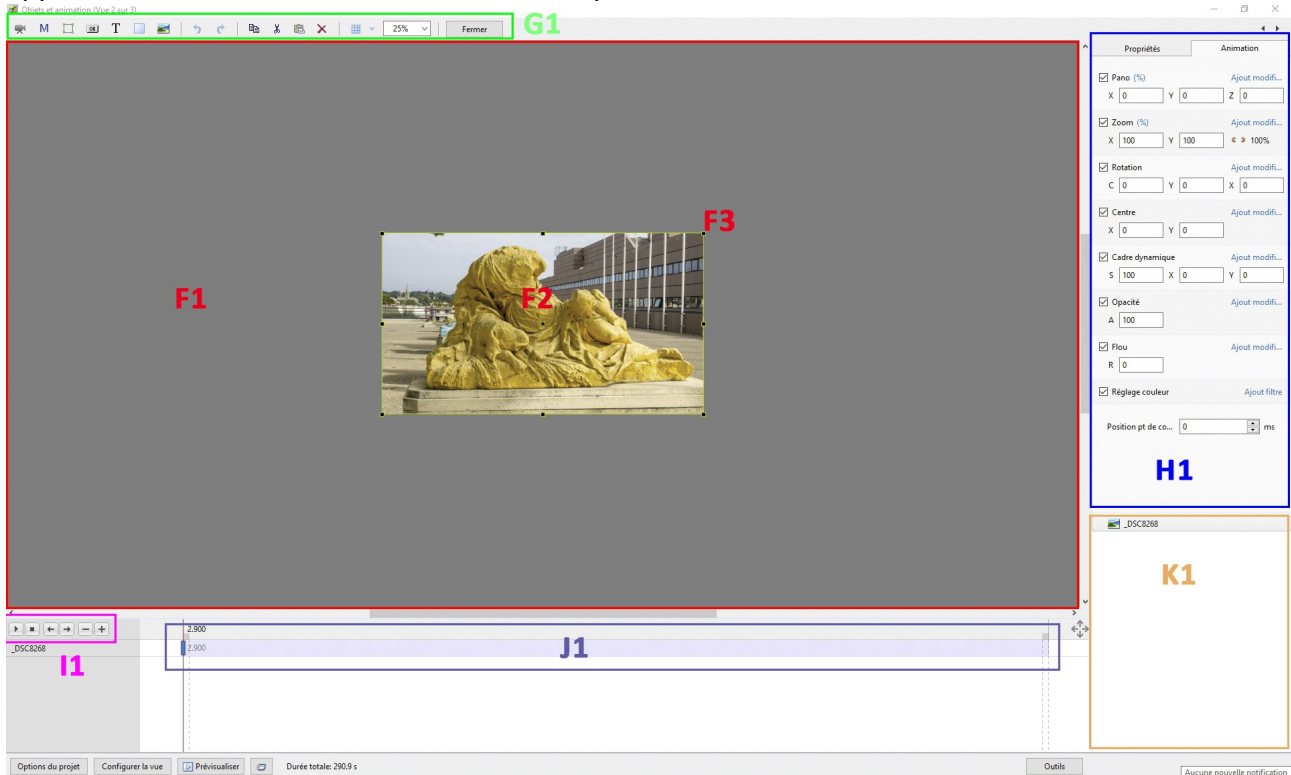 Objets et animation (Vue 2 sur 3)
M OK T 25% Fermer G1
Propriétés Animation
Pano (%) Ajout modifi...
X 0 Y 0 Z 0
Zoom (%) Ajout modifi...
X 100 Y 100 100%
Rotation Ajout modifi...
C 0 Y 0 X 0
Centre Ajout modifi...
X 0 Y 0
Cadre dynamique Ajout modifi...
S 100 X 0 Y 0
Opacité Ajout modifi...
A 100
Flou Ajout modifi...
R 0
Réglage couleur Ajout filtre
Position pt de co... 0 ms
H1
F3
F1
F2
_DSC8268
K1
2.900
_DSC8268 2.900
J1
I1
Options du projet Configurer la vue Prévisualiser Durée totale: 290.9 s Outils
Aucune nouvelle notification